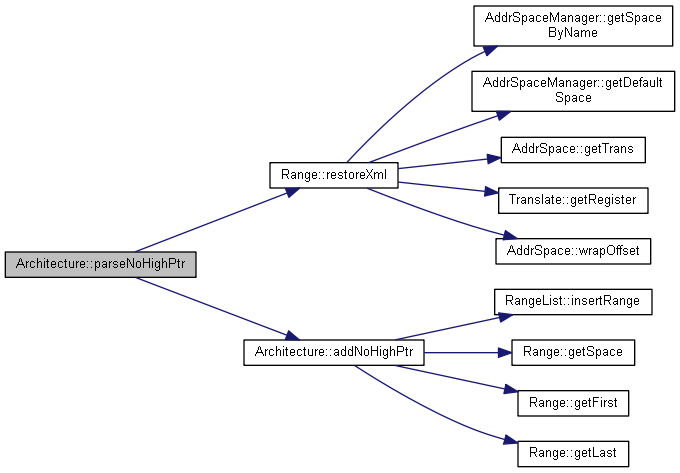 AddrSpaceManager::getSpace
ByName
AddrSpaceManager::getDefault
Space
AddrSpace::getTrans
Range::restoreXml
Translate::getRegister
AddrSpace::wrapOffset
Architecture::parseNoHighPtr
RangeList::insertRange
Architecture::addNoHighPtr
Range::getSpace
Range::getFirst
Range::getLast